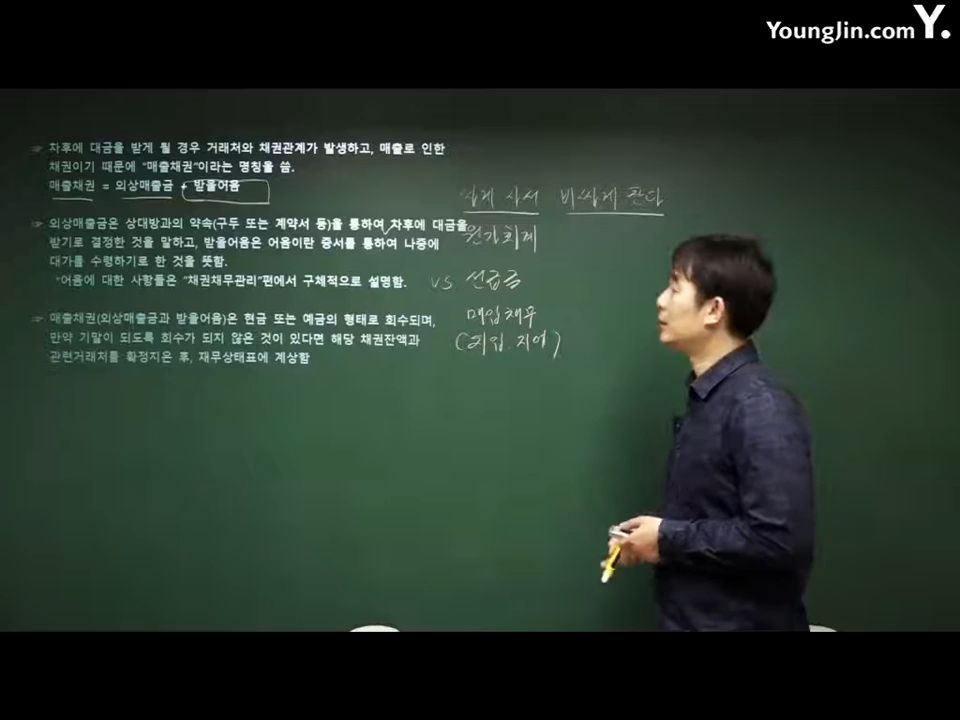 YoungJin.com Y.
☞ 차후에 대금을 받게 될 경우 거래처와 채권관계가 발생하고, 매출로 인한
채권이기 때문에 "매출채권"이라는 명칭을 씀.
매출채권 = 외상매출금 + 받을어음
☞ 외상매출금은 상대방과의 약속(구두 또는 계약서 등)을 통하여 차후에 대금을
받기로 결정한 것을 말하고, 받을어음은 어음이란 증서를 통하여 나중에
대가를 수령하기로 한 것을 뜻함.
*어음에 대한 사항들은 "채권채무관리"편에서 구체적으로 설명함.
☞ 매출채권(외상매출금과 받을어음)은 현금 또는 예금의 형태로 회수되며,
만약 기말이 되도록 회수가 되지 않은 것이 있다면 해당 채권잔액과
관련거래처를 확정지은 후, 재무상태표에 계상함
싸게 사서 비싸게 판다
vs 선급금
매입채무